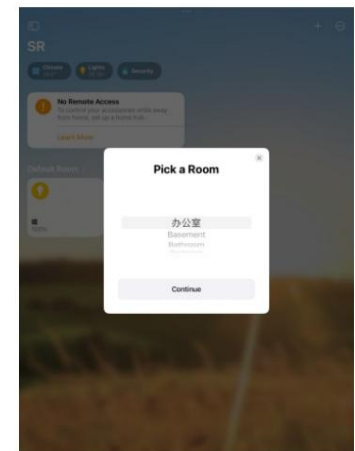 SR
Climate
Lights
Security
No Remote Access
To control your accessories while away
from home, set up a home hub.
Learn More
Default Room
100%
Pick a Room
办公室
Basement
Bathroom
Continue